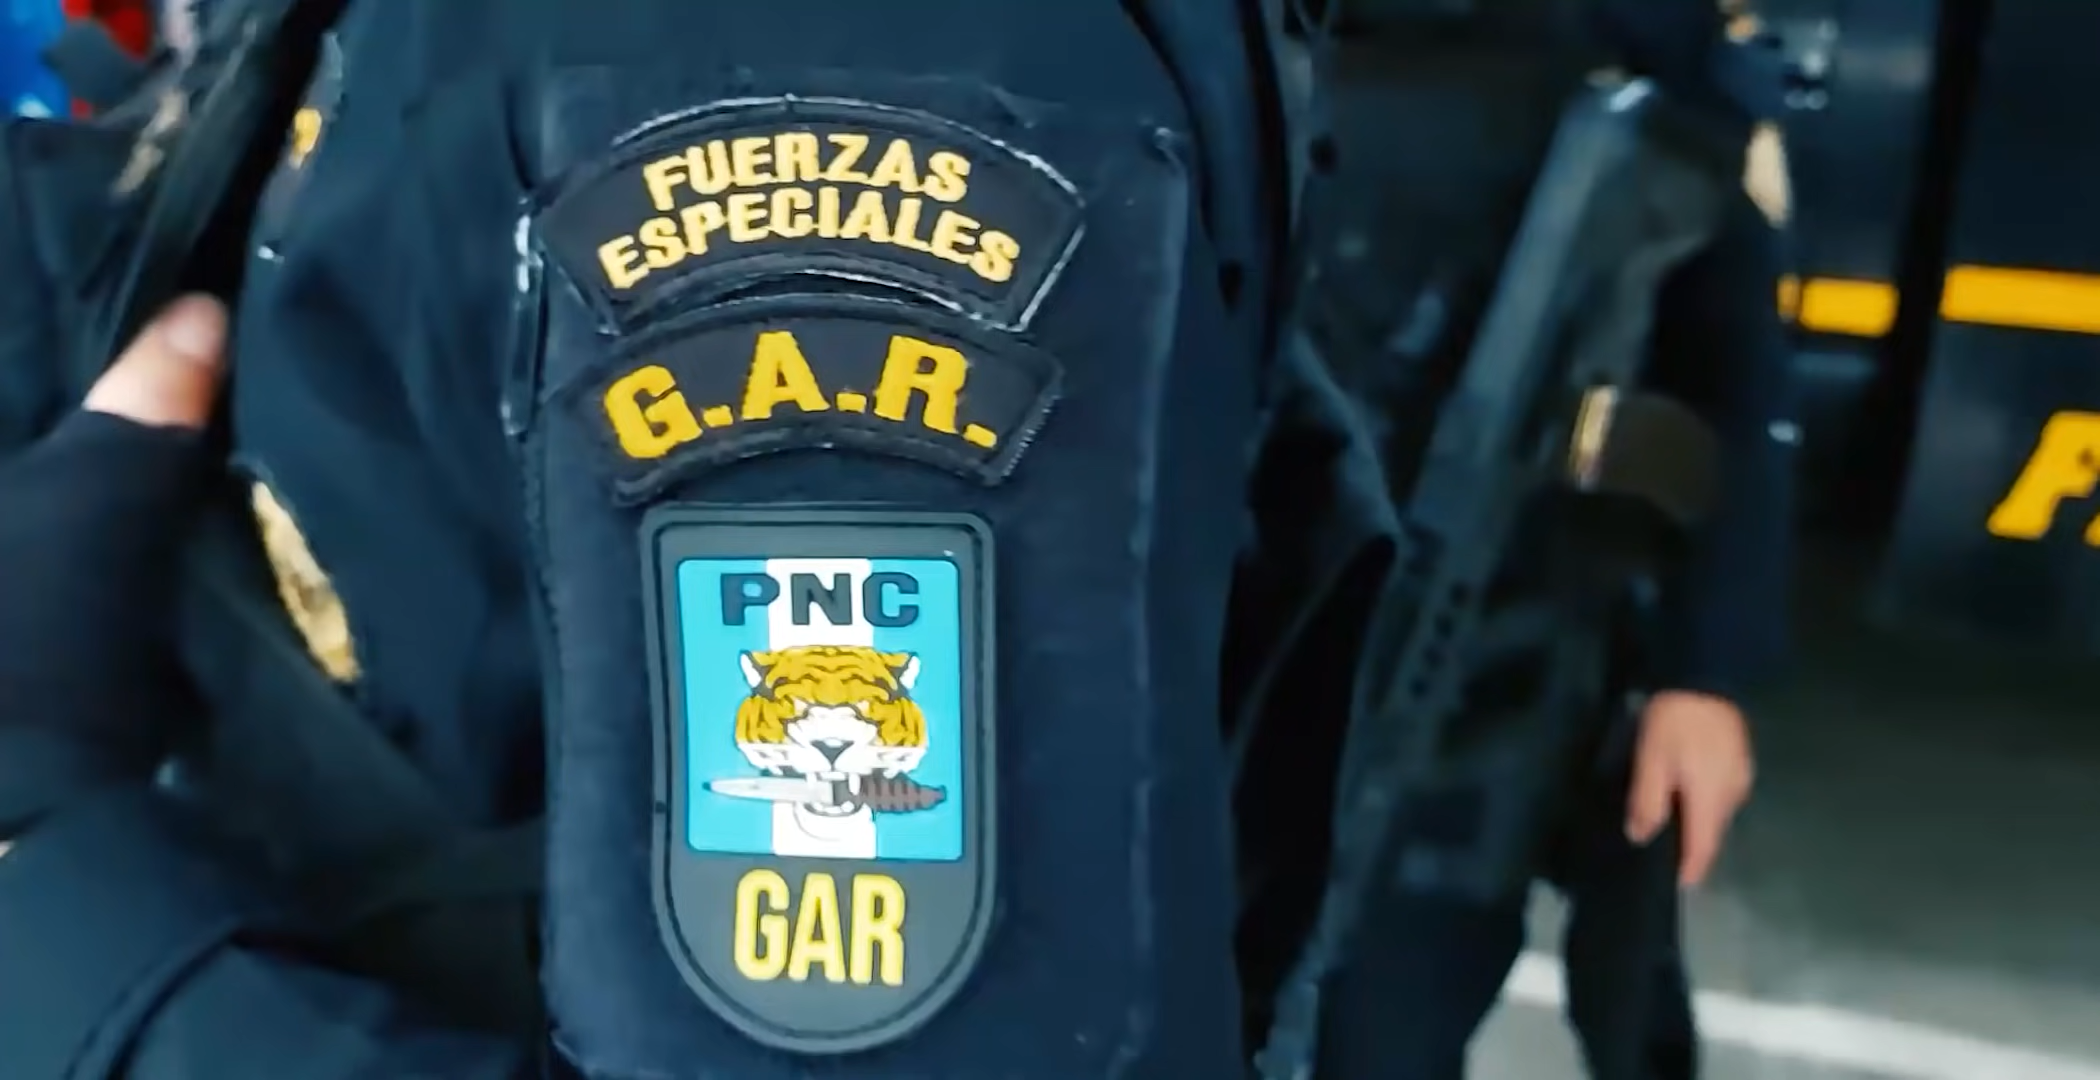 FUERZAS
ESPECIALES
G.A.R.
PNC
GAR